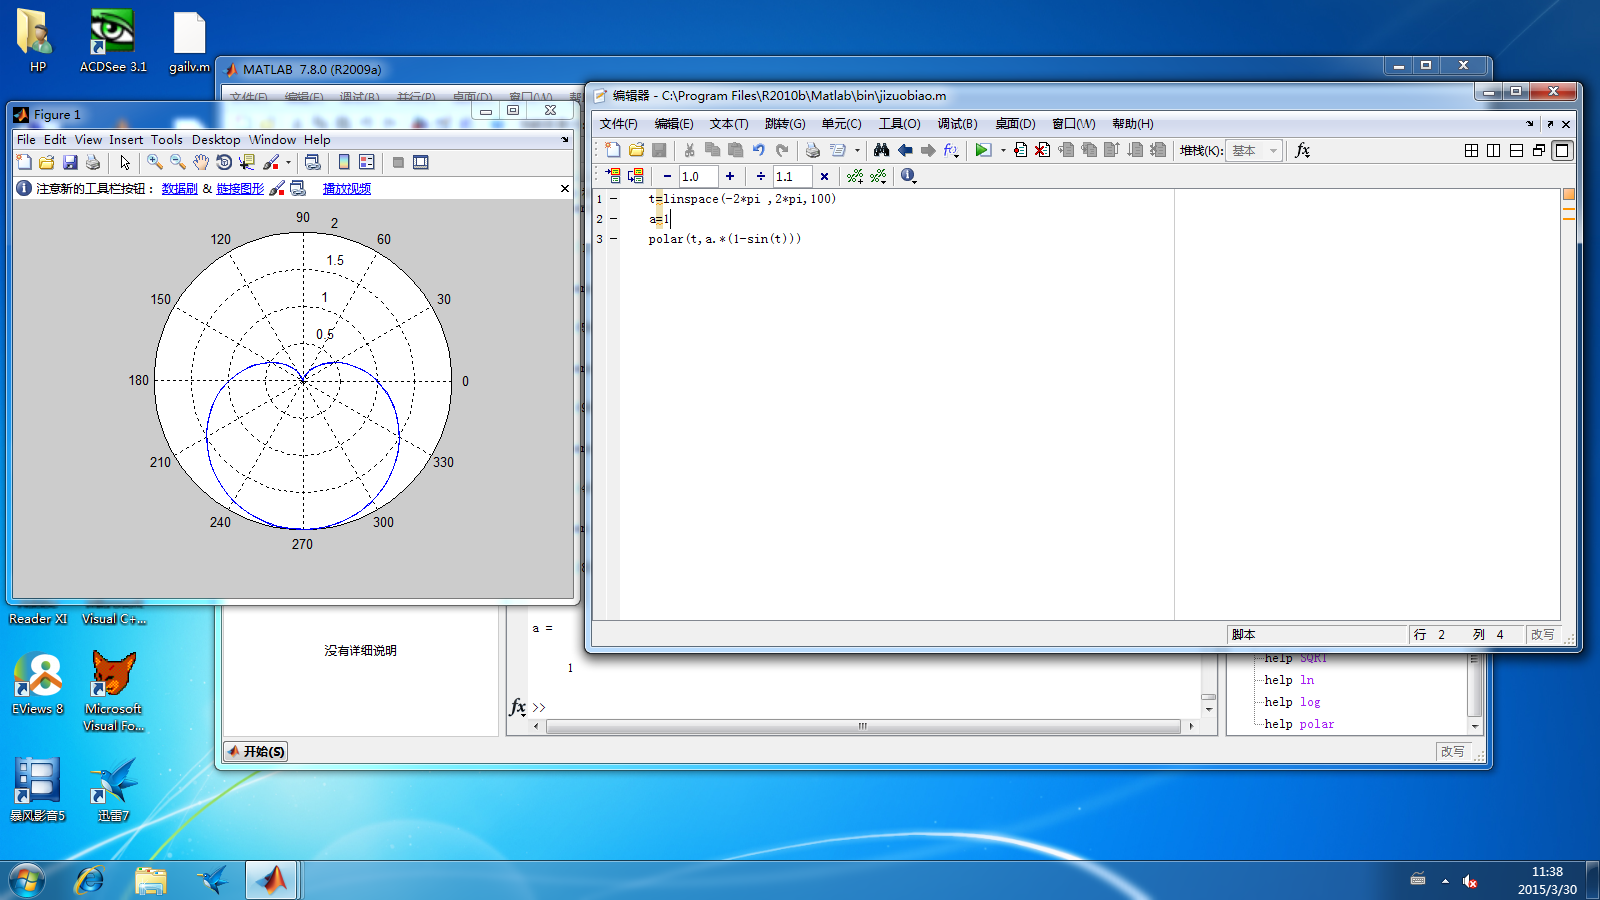 HP
ACDSee 3.1
gailv.m
MATLAB 7.8.0 (R2009a)
Figure 1
File Edit View Insert Tools Desktop Window Help
注意新的工具栏按钮： 数据刷 & 链接图形 播放视频
90
2
120
60
1.5
150
1
30
0.5
180
0
210
330
240
300
270
编辑器 - C:\Program Files\R2010b\Matlab\bin\jizuobiao.m
文件(F) 编辑(E) 文本(T) 跳转(G) 单元(C) 工具(O) 调试(B) 桌面(D) 窗口(W) 帮助(H)
堆栈(K): 基本 fx
− 1.0 + ÷ 1.1 ×
1 – t=linspace(-2*pi ,2*pi,100)
2 – a=1
3 – polar(t,a.*(1-sin(t)))
脚本 行 2 列 4 改写
Reader XI
Visual C+...
没有详细说明
a =
1
fx >>
help SQRT
help ln
help log
help polar
开始(S)
改写
EViews 8
Microsoft
Visual Fo...
暴风影音5
迅雷7
11:38
2015/3/30